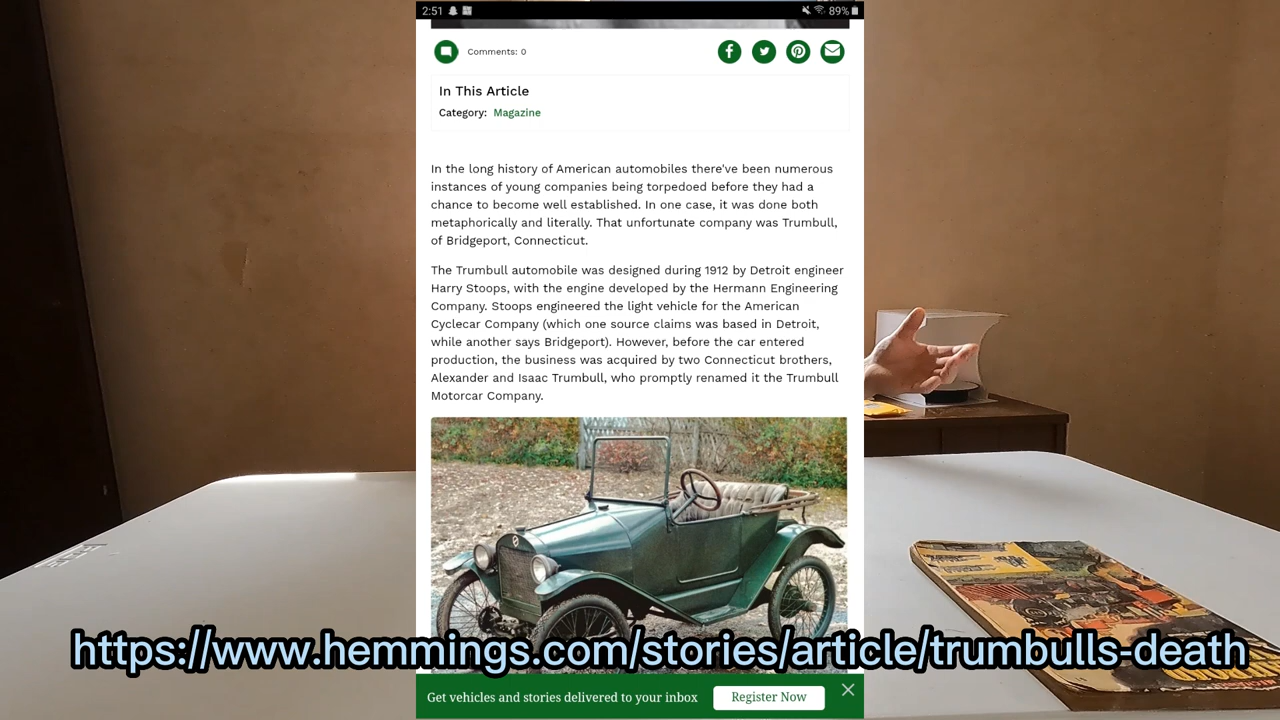 2:51
89%
Comments: 0
In This Article
Category: Magazine
In the long history of American automobiles there've been numerous
instances of young companies being torpedoed before they had a
chance to become well established. In one case, it was done both
metaphorically and literally. That unfortunate company was Trumbull,
of Bridgeport, Connecticut.
The Trumbull automobile was designed during 1912 by Detroit engineer
Harry Stoops, with the engine developed by the Hermann Engineering
Company. Stoops engineered the light vehicle for the American
Cyclecar Company (which one source claims was based in Detroit,
while another says Bridgeport). However, before the car entered
production, the business was acquired by two Connecticut brothers,
Alexander and Isaac Trumbull, who promptly renamed it the Trumbull
Motorcar Company.
https://www.hemmings.com/stories/article/trumbulls-death
Get vehicles and stories delivered to your inbox
Register Now